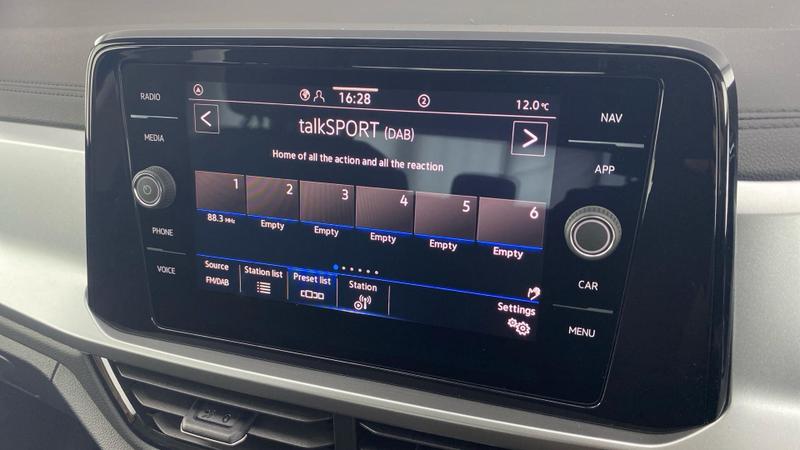 RADIO
MEDIA
PHONE
VOICE
A
16:28
2
12.0 °C
<
talkSPORT (DAB)
>
Home of all the action and all the reaction
1 2 3 4 5 6
88.3 MHz Empty Empty Empty Empty Empty
Source Station list Preset list Station
FM/DAB
Settings
NAV
APP
CAR
MENU